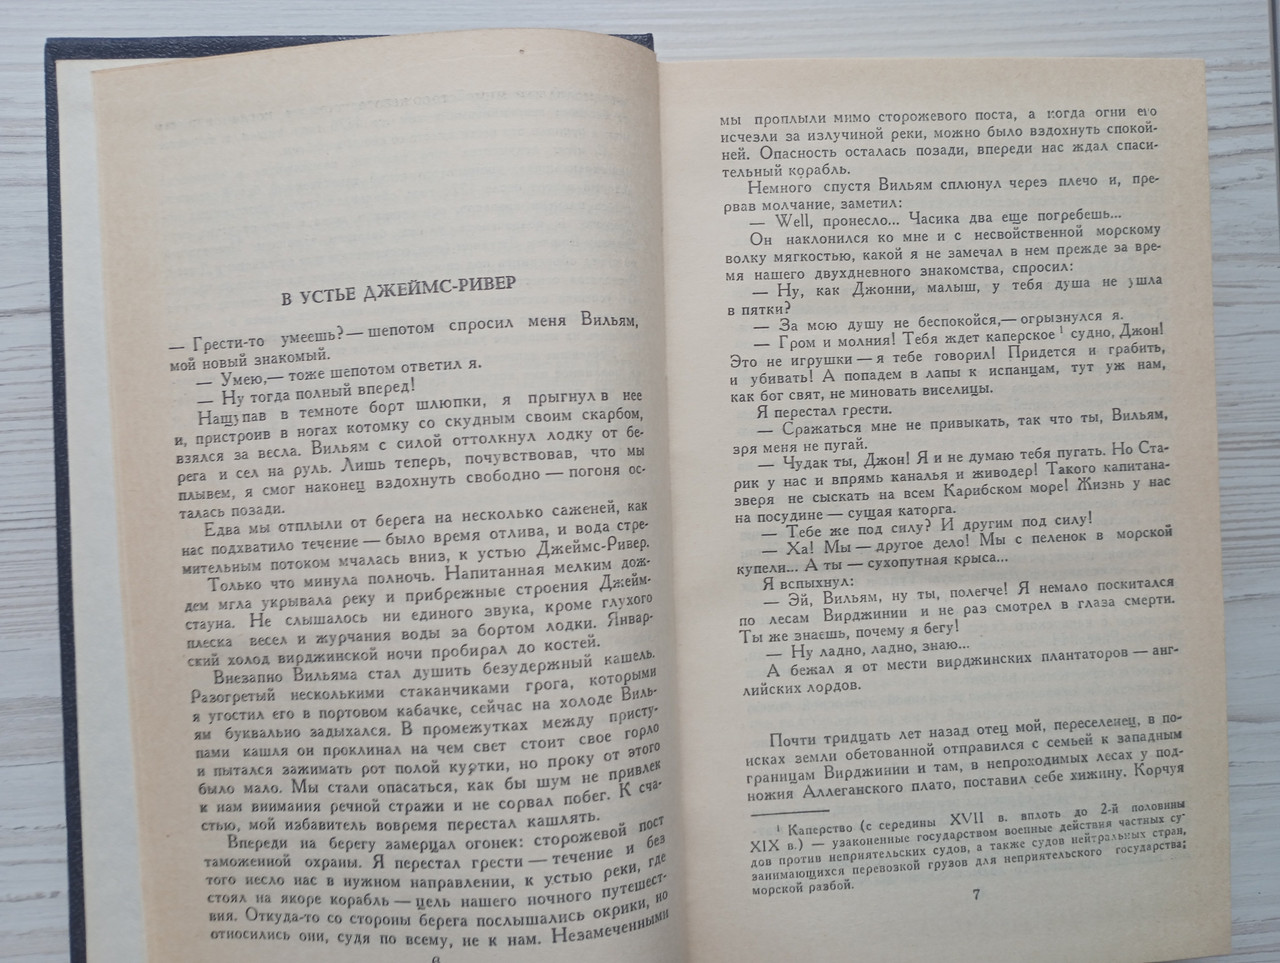 В УСТЬЕ ДЖЕЙМС-РИВЕР
— Грести-то умеешь? — шепотом спросил меня Вильям,
мой новый знакомый.
— Умею,— тоже шепотом ответил я.
— Ну тогда полный вперед!
Нащупав в темноте борт шлюпки, я прыгнул в нее
и, пристроив в ногах котомку со скудным своим скарбом,
взялся за весла. Вильям с силой оттолкнул лодку от бе-
рега и сел на руль. Лишь теперь, почувствовав, что мы
плывем, я смог наконец вздохнуть свободно — погоня ос-
талась позади.
Едва мы отплыли от берега на несколько саженей, как
нас подхватило течение — было время отлива, и вода стре-
мительным потоком мчалась вниз, к устью Джеймс-Ривер.
Только что минула полночь. Напитанная мелким дож-
дем мгла укрывала реку и прибрежные строения Джейм-
стауна. Не слышалось ни единого звука, кроме глухого
плеска весел и журчания воды за бортом лодки. Январ-
ский холод вирджинской ночи пробирал до костей.
Внезапно Вильяма стал душить безудержный кашель.
Разогретый несколькими стаканчиками грога, которыми
я угостил его в портовом кабачке, сейчас на холоде Виль-
ям буквально задыхался. В промежутках между присту-
пами кашля он проклинал на чем свет стоит свое горло
и пытался зажимать рот полой куртки, но проку от этого
было мало. Мы стали опасаться, как бы шум не привлек
к нам внимания речной стражи и не сорвал побег. К сча-
стью, мой избавитель вовремя перестал кашлять.
Впереди на берегу замерцал огонек: сторожевой пост
таможенной охраны. Я перестал грести — течение и без
того несло нас в нужном направлении, к устью реки, где
стоял на якоре корабль — цель нашего ночного путешест-
вия. Откуда-то со стороны берега послышались окрики, но
относились они, судя по всему, не к нам. Незамеченными
6
мы проплыли мимо сторожевого поста, а когда огни его
исчезли за излучиной реки, можно было вздохнуть спокой-
ней. Опасность осталась позади, впереди нас ждал спаси-
тельный корабль.
Немного спустя Вильям сплюнул через плечо и, пре-
рвав молчание, заметил:
— Well, пронесло... Часика два еще погребешь...
Он наклонился ко мне и с несвойственной морскому
волку мягкостью, какой я не замечал в нем прежде за вре-
мя нашего двухдневного знакомства, спросил:
— Ну, как Джонни, малыш, у тебя душа не ушла
в пятки?
— За мою душу не беспокойся,— огрызнулся я.
— Гром и молния! Тебя ждет каперское¹ судно, Джон!
Это не игрушки — я тебе говорил! Придется и грабить,
и убивать! А попадем в лапы к испанцам, тут уж нам,
как бог свят, не миновать виселицы.
Я перестал грести.
— Сражаться мне не привыкать, так что ты, Вильям,
зря меня не пугай.
— Чудак ты, Джон! Я и не думаю тебя пугать. Но Ста-
рик у нас и впрямь каналья и живодер! Такого капитана-
зверя не сыскать на всем Карибском море! Жизнь у нас
на посудине — сущая каторга.
— Тебе же под силу? И другим под силу!
— Ха! Мы — другое дело! Мы с пеленок в морской
купели... А ты — сухопутная крыса...
Я вспыхнул:
— Эй, Вильям, ну ты, полегче! Я немало поскитался
по лесам Вирджинии и не раз смотрел в глаза смерти.
Ты же знаешь, почему я бегу!
— Ну ладно, ладно, знаю...
А бежал я от мести вирджинских плантаторов — анг-
лийских лордов.
Почти тридцать лет назад отец мой, переселенец, в по-
исках земли обетованной отправился с семьей к западным
границам Вирджинии и там, в непроходимых лесах у под-
ножия Аллеганского плато, поставил себе хижину. Корчуя
¹ Каперство (с середины XVII в. вплоть до 2-й половины
XIX в.) — узаконенные государством военные действия частных су-
дов против неприятельских судов, а также судов нейтральных стран,
занимающихся перевозкой грузов для неприятельского государства;
морской разбой.
7